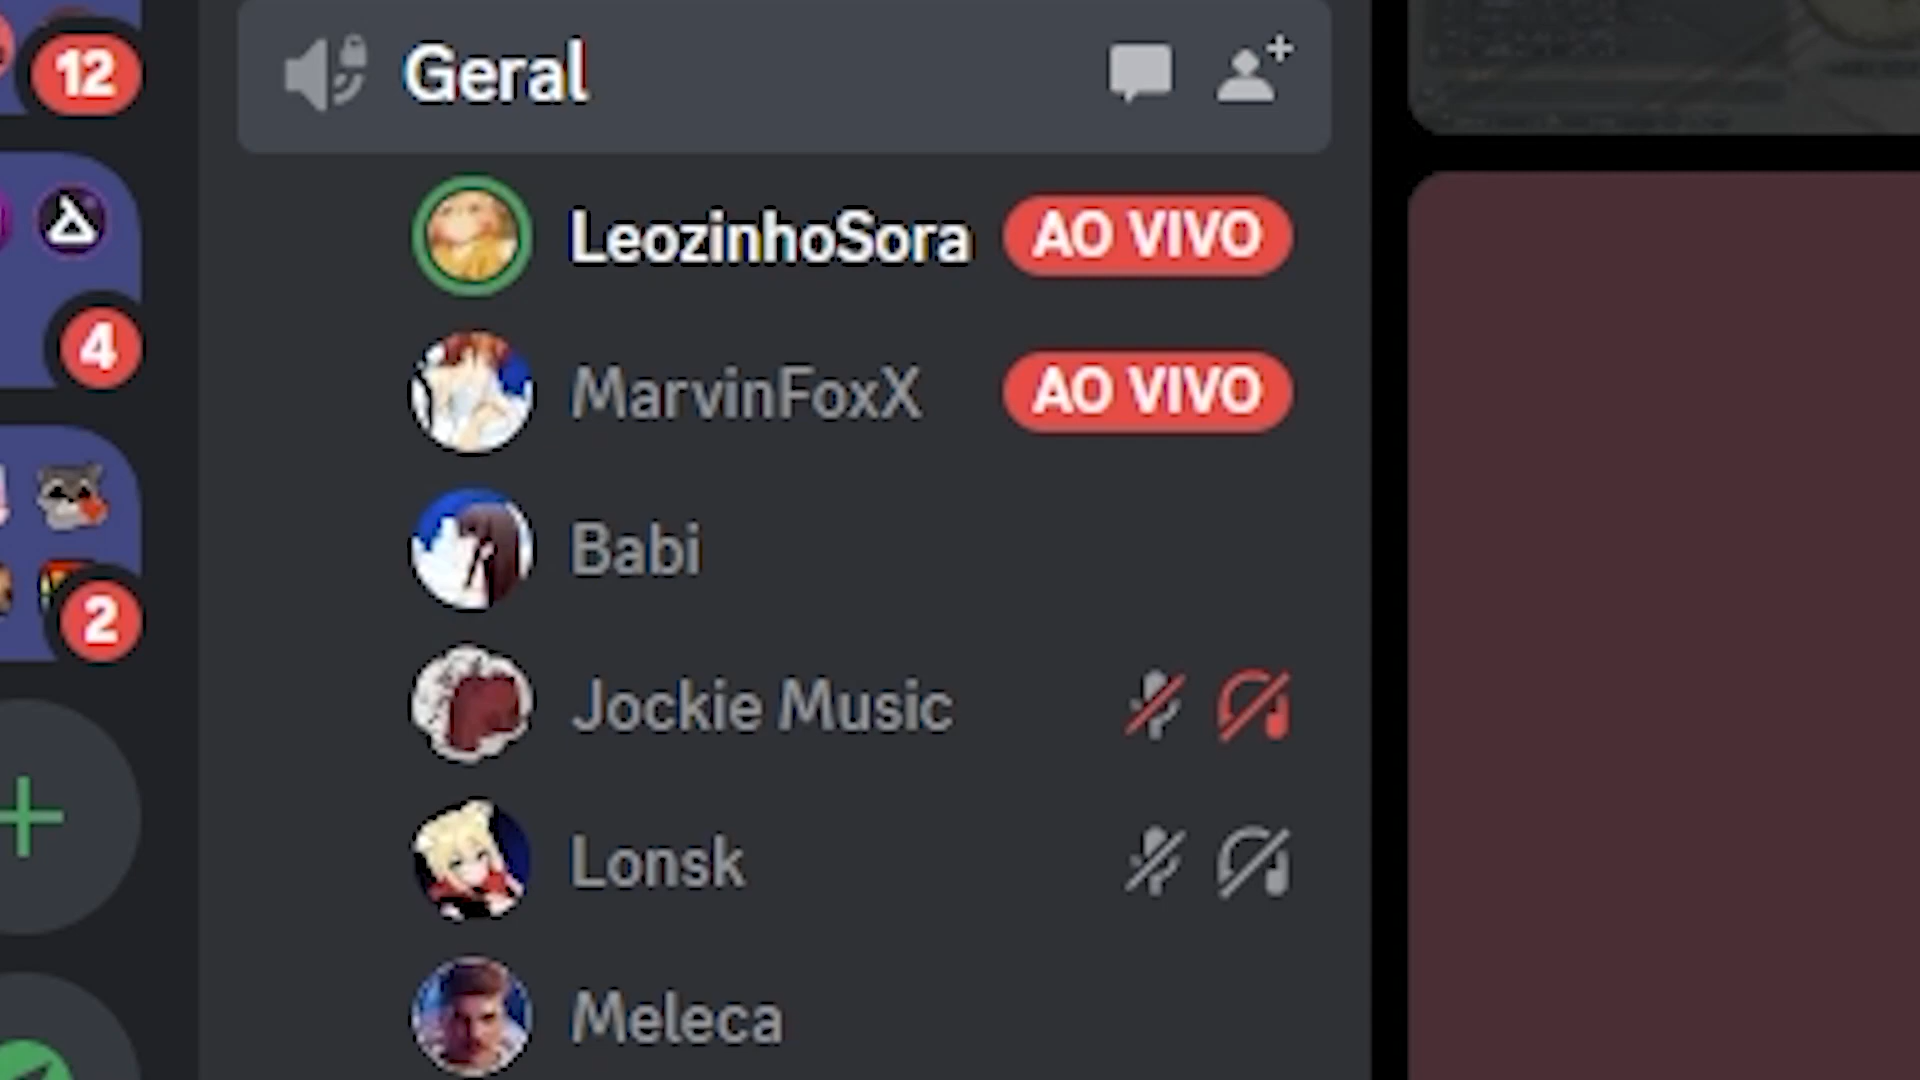 12
Geral
LeozinhoSora AO VIVO
4
MarvinFoxX AO VIVO
Babi
2
Jockie Music
Lonsk
Meleca